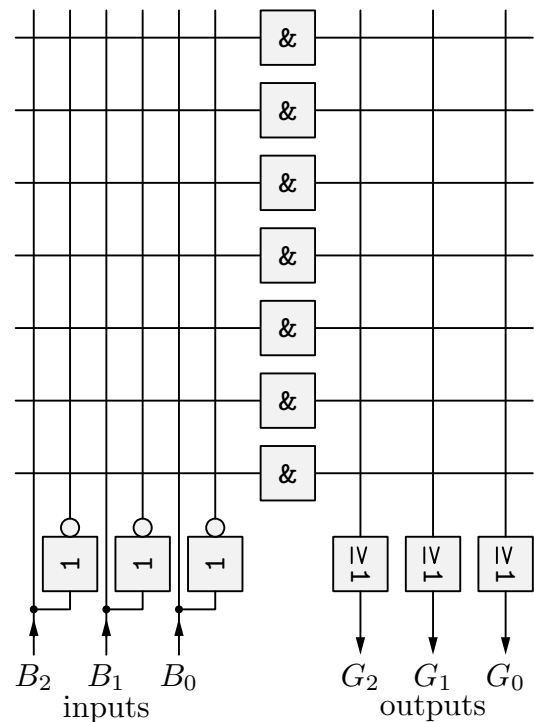 &
&
&
&
&
&
&
1 1 1 ≥1 ≥1 ≥1
B₂ B₁ B₀ G₂ G₁ G₀
inputs outputs